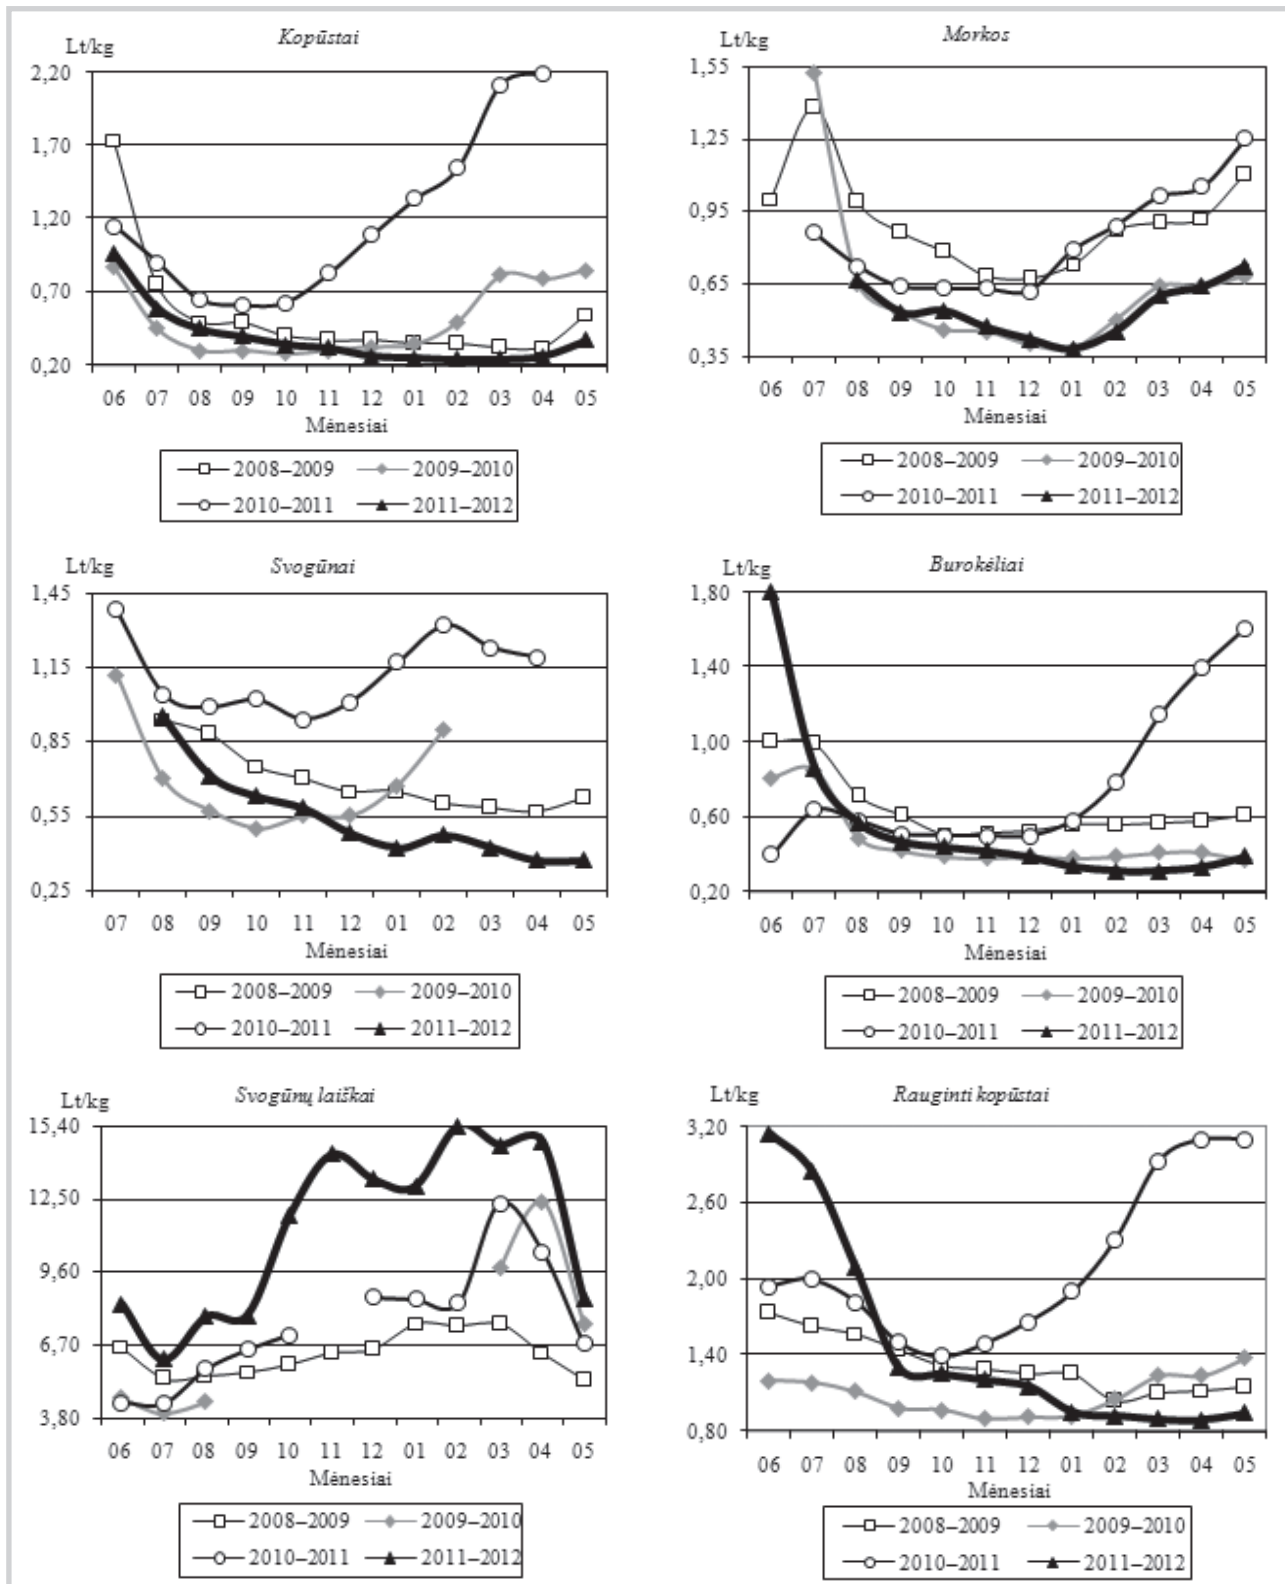 Kopūstai
Lt/kg
2,20
1,70
1,20
0,70
0,20
06 07 08 09 10 11 12 01 02 03 04 05
Mėnesiai
2008–2009 2009–2010
2010–2011 2011–2012
Morkos
Lt/kg
1,55
1,25
0,95
0,65
0,35
06 07 08 09 10 11 12 01 02 03 04 05
Mėnesiai
2008–2009 2009–2010
2010–2011 2011–2012
Svogūnai
Lt/kg
1,45
1,15
0,85
0,55
0,25
07 08 09 10 11 12 01 02 03 04 05
Mėnesiai
2008–2009 2009–2010
2010–2011 2011–2012
Burokėliai
Lt/kg
1,80
1,40
1,00
0,60
0,20
06 07 08 09 10 11 12 01 02 03 04 05
Mėnesiai
2008–2009 2009–2010
2010–2011 2011–2012
Svogūnų laiškai
Lt/kg
15,40
12,50
9,60
6,70
3,80
06 07 08 09 10 11 12 01 02 03 04 05
Mėnesiai
2008–2009 2009–2010
2010–2011 2011–2012
Rauginti kopūstai
Lt/kg
3,20
2,60
2,00
1,40
0,80
06 07 08 09 10 11 12 01 02 03 04 05
Mėnesiai
2008–2009 2009–2010
2010–2011 2011–2012